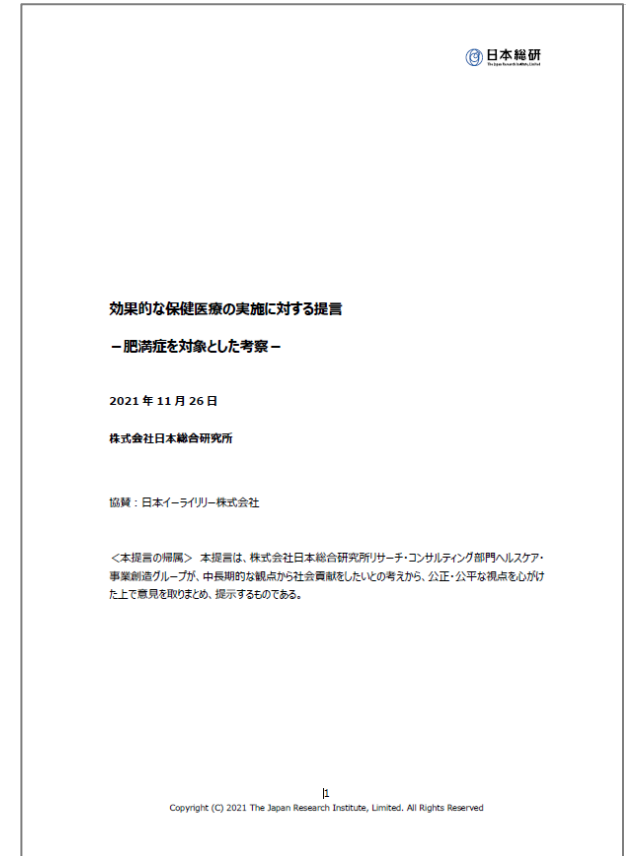 日本総研
The Japan Research Institute, Limited
効果的な保健医療の実施に対する提言
－肥満症を対象とした考察－
2021 年 11 月 26 日
株式会社日本総合研究所
協賛：日本イーライリリー株式会社
＜本提言の帰属＞ 本提言は、株式会社日本総合研究所リサーチ・コンサルティング部門ヘルスケア・
事業創造グループが、中長期的な観点から社会貢献をしたいとの考えから、公正・公平な視点を心がけ
た上で意見を取りまとめ、提示するものである。
1
Copyright (C) 2021 The Japan Research Institute, Limited. All Rights Reserved